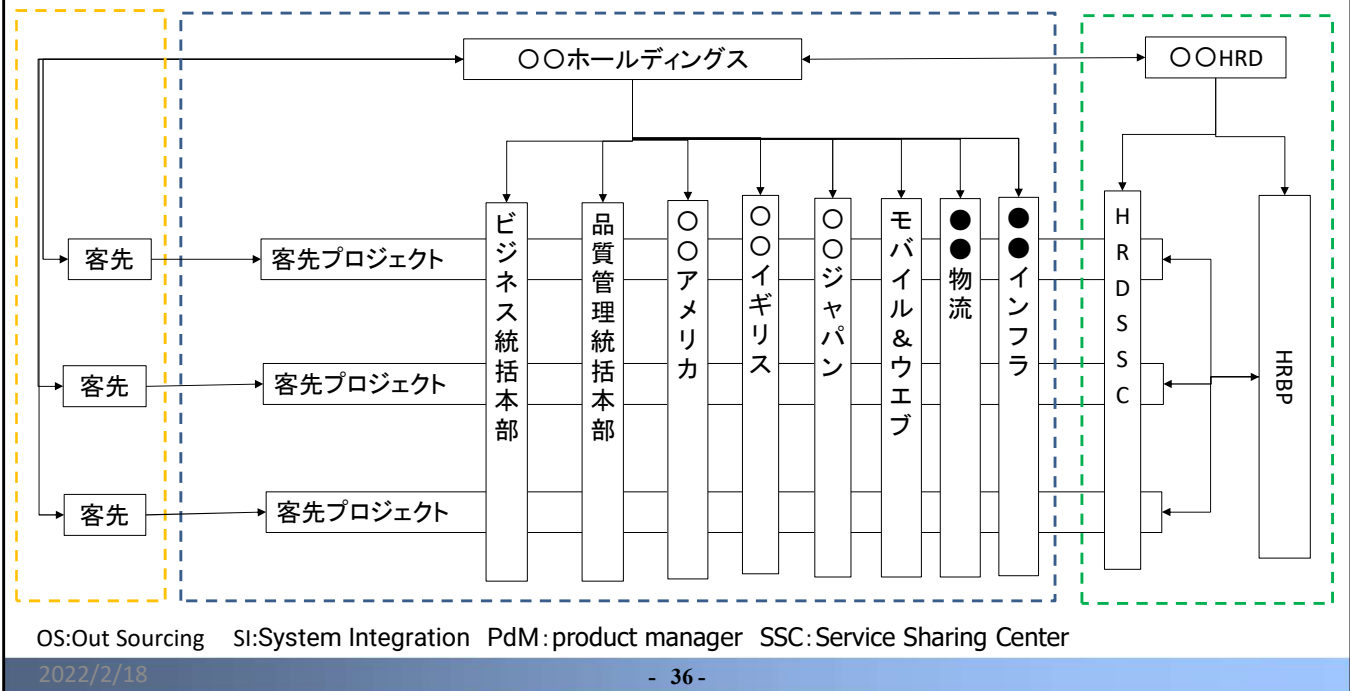 〇〇ホールディングス
〇〇HRD
ビジネス統括本部
品質管理統括本部
〇〇アメリカ
〇〇イギリス
〇〇ジャパン
モバイル&ウエブ
●●物流
●●インフラ
HRDSSC
HRBP
客先
客先プロジェクト
客先
客先プロジェクト
客先
客先プロジェクト
OS:Out Sourcing SI:System Integration PdM:product manager SSC:Service Sharing Center
2022/2/18
- 36 -